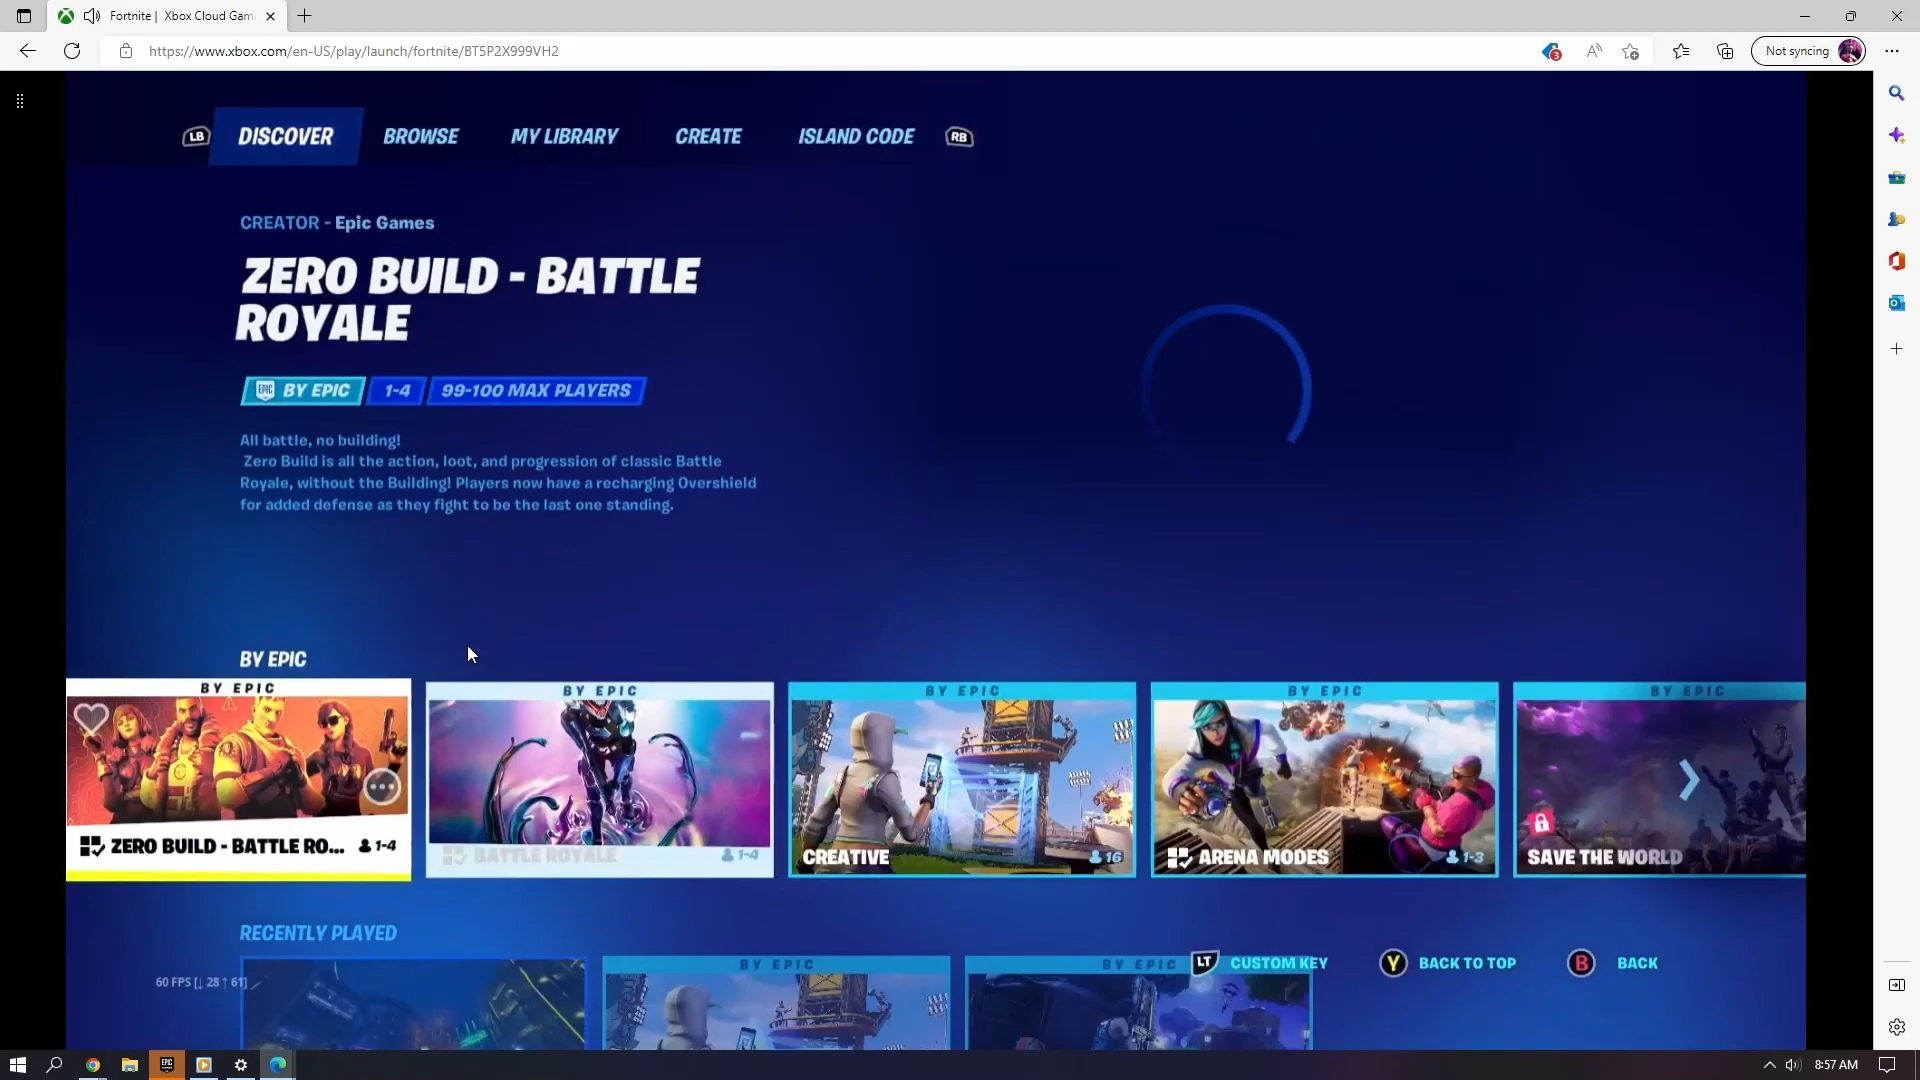 Fortnite | Xbox Cloud Gam
https://www.xbox.com/en-US/play/launch/fortnite/BT5P2X999VH2
3
Not syncing
LB DISCOVER BROWSE MY LIBRARY CREATE ISLAND CODE RB
CREATOR - Epic Games
ZERO BUILD - BATTLE
ROYALE
EPIC BY EPIC 1-4 99-100 MAX PLAYERS
All battle, no building!
Zero Build is all the action, loot, and progression of classic Battle
Royale, without the Building! Players now have a recharging Overshield
for added defense as they fight to be the last one standing.
BY EPIC
BY EPIC BY EPIC BY EPIC BY EPIC BY EPIC
ZERO BUILD - BATTLE RO... 1-4
BATTLE ROYALE 1-4
CREATIVE 16
ARENA MODES 1-3
SAVE THE WORLD
RECENTLY PLAYED
BY EPIC BY EPIC
LT CUSTOM KEY Y BACK TO TOP B BACK
60 FPS [↓ 28 ↑ 61]
EPIC
8:57 AM